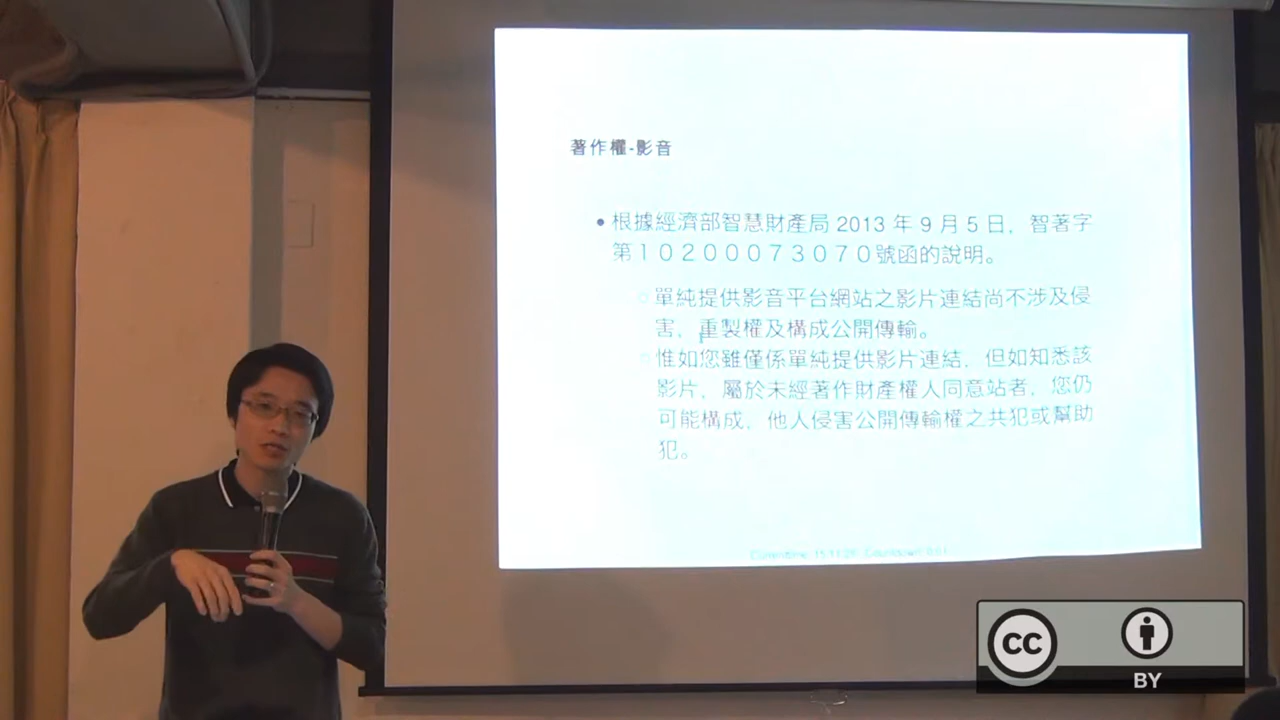 著作權-影音
•根據經濟部智慧財產局 2013 年 9 月 5 日，智著字
第１０２０００７３０７０號函的說明。
單純提供影音平台網站之影片連結尚不涉及侵
害，重製權及構成公開傳輸。
惟如您雖僅係單純提供影片連結，但如知悉該
影片，屬於未經著作財產權人同意站者，您仍
可能構成，他人侵害公開傳輸權之共犯或幫助
犯。
cc
BY